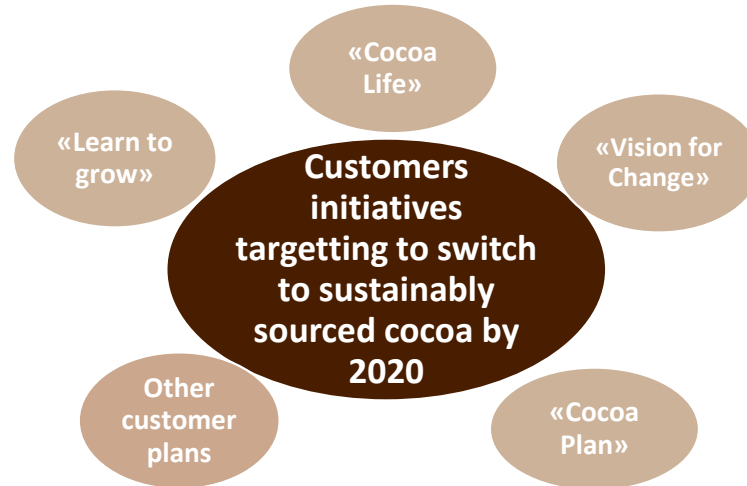 «Cocoa
Life»
«Learn to
grow»
«Vision for
Change»
Customers
initiatives
targetting to switch
to sustainably
sourced cocoa by
2020
Other
customer
plans
«Cocoa
Plan»